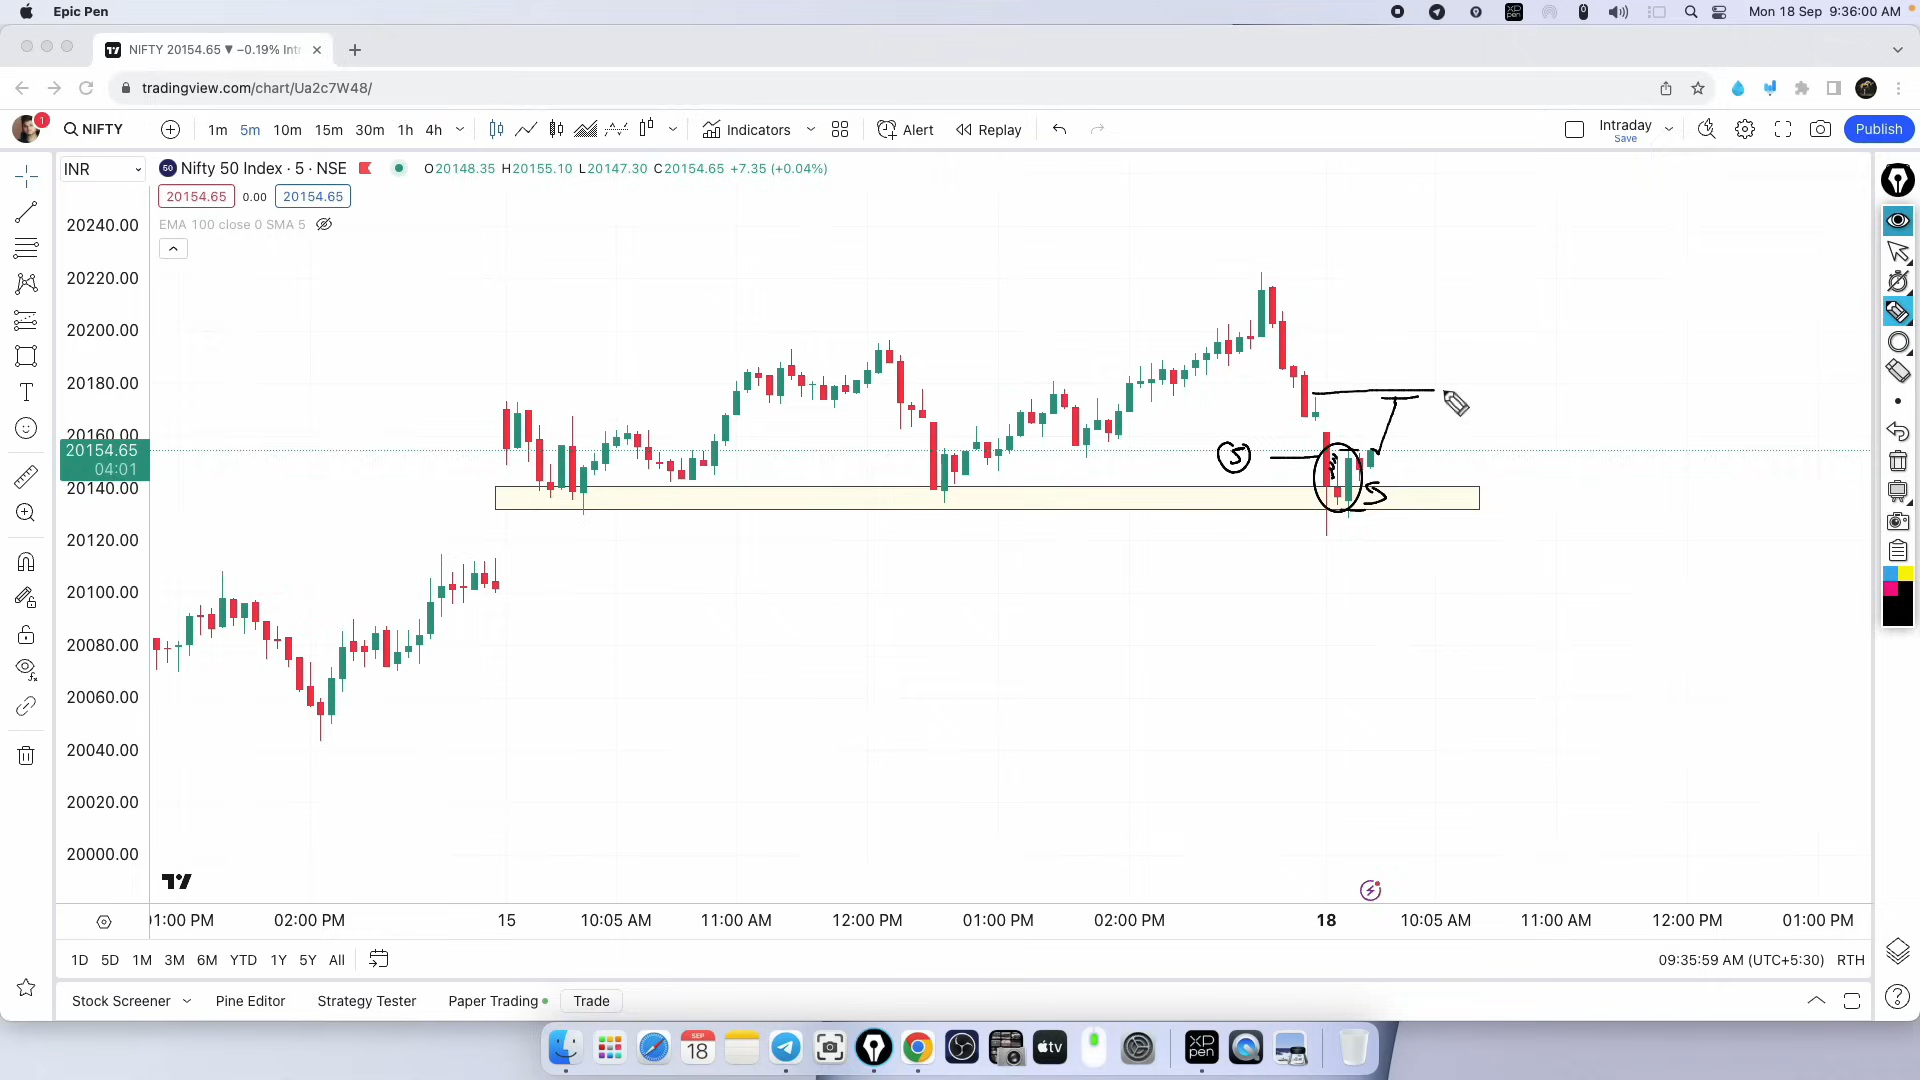 Epic Pen
Mon 18 Sep 9:36:00 AM
NIFTY 20154.65 ▼ −0.19% Intr
tradingview.com/chart/Ua2c7W48/
1
NIFTY
1m 5m 10m 15m 30m 1h 4h
Indicators
Alert
Replay
Intraday
Save
Publish
INR
50 Nifty 50 Index · 5 · NSE
O20148.35 H20155.10 L20147.30 C20154.65 +7.35 (+0.04%)
20154.65 0.00 20154.65
EMA 100 close 0 SMA 5
20240.00
20220.00
20200.00
20180.00
20160.00
20154.65
04:01
20140.00
20120.00
20100.00
20080.00
20060.00
20040.00
20020.00
20000.00
S
S
01:00 PM 02:00 PM 15 10:05 AM 11:00 AM 12:00 PM 01:00 PM 02:00 PM 18 10:05 AM 11:00 AM 12:00 PM 01:00 PM
1D 5D 1M 3M 6M YTD 1Y 5Y All
09:35:59 AM (UTC+5:30) RTH
Stock Screener Pine Editor Strategy Tester Paper Trading Trade
SEP
18
tv
XP
pen